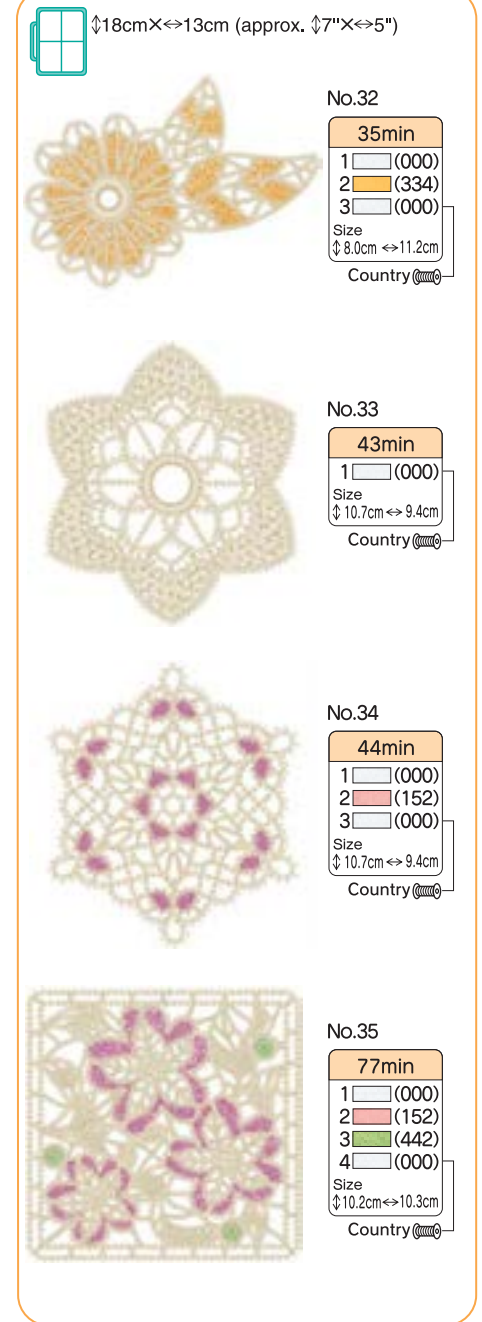 ↕18cm×↔13cm (approx. ↕7"×↔5")
No.32
35min
1 (000)
2 (334)
3 (000)
Size
↕ 8.0cm ↔11.2cm
Country
No.33
43min
1 (000)
Size
↕ 10.7cm ↔ 9.4cm
Country
No.34
44min
1 (000)
2 (152)
3 (000)
Size
↕ 10.7cm ↔ 9.4cm
Country
No.35
77min
1 (000)
2 (152)
3 (442)
4 (000)
Size
↕10.2cm↔10.3cm
Country